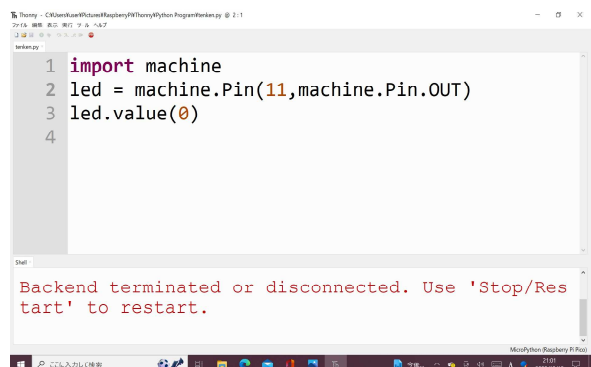 Thonny - C:¥Users¥user¥Pictures¥RaspberryPi¥Thonny¥Python Program¥tenken.py @ 2 : 1
ファイル 編集 表示 実行 ツール ヘルプ
tenken.py
1 import machine
2 led = machine.Pin(11,machine.Pin.OUT)
3 led.value(0)
4
Shell
Backend terminated or disconnected. Use 'Stop/Res
tart' to restart.
MicroPython (Raspberry Pi Pico)
ここに入力して検索
21:01